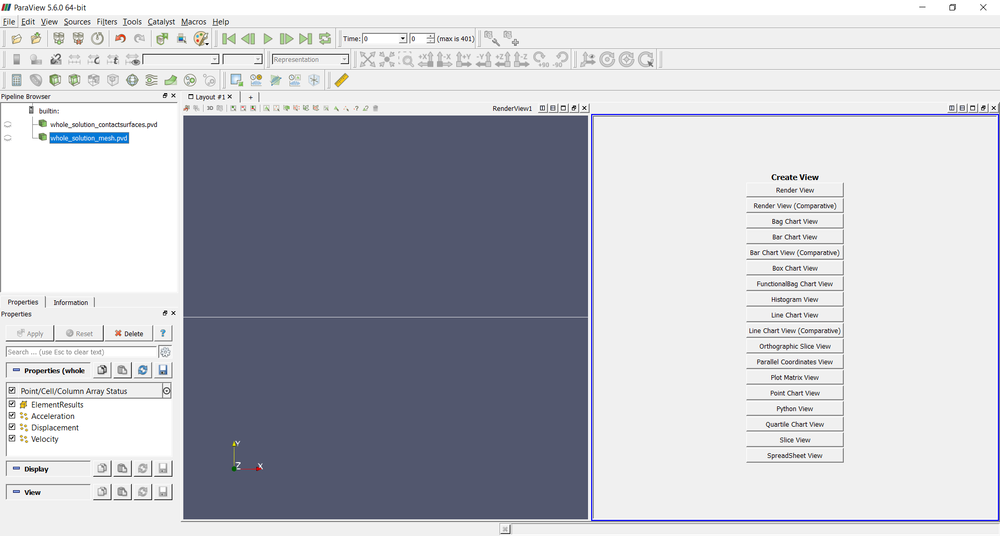 ParaView 5.6.0 64-bit
File Edit View Sources Filters Tools Catalyst Macros Help
Time: 0 0 (max is 401)
Representation
+X -X +Y -Y +Z -Z +90 -90
Pipeline Browser
Layout #1 +
builtin:
3D
RenderView1
whole_solution_contactsurfaces.pvd
whole_solution_mesh.pvd
Create View
Render View
Render View (Comparative)
Bag Chart View
Bar Chart View
Bar Chart View (Comparative)
Box Chart View
FunctionalBag Chart View
Histogram View
Line Chart View
Line Chart View (Comparative)
Orthographic Slice View
Parallel Coordinates View
Plot Matrix View
Point Chart View
Python View
Quartile Chart View
Slice View
SpreadSheet View
Properties Information
Properties
Apply Reset Delete ?
Search ... (use Esc to clear text)
Properties (whole
Point/Cell/Column Array Status
ElementResults
Acceleration
Displacement
Velocity
Display
View
Y
Z X